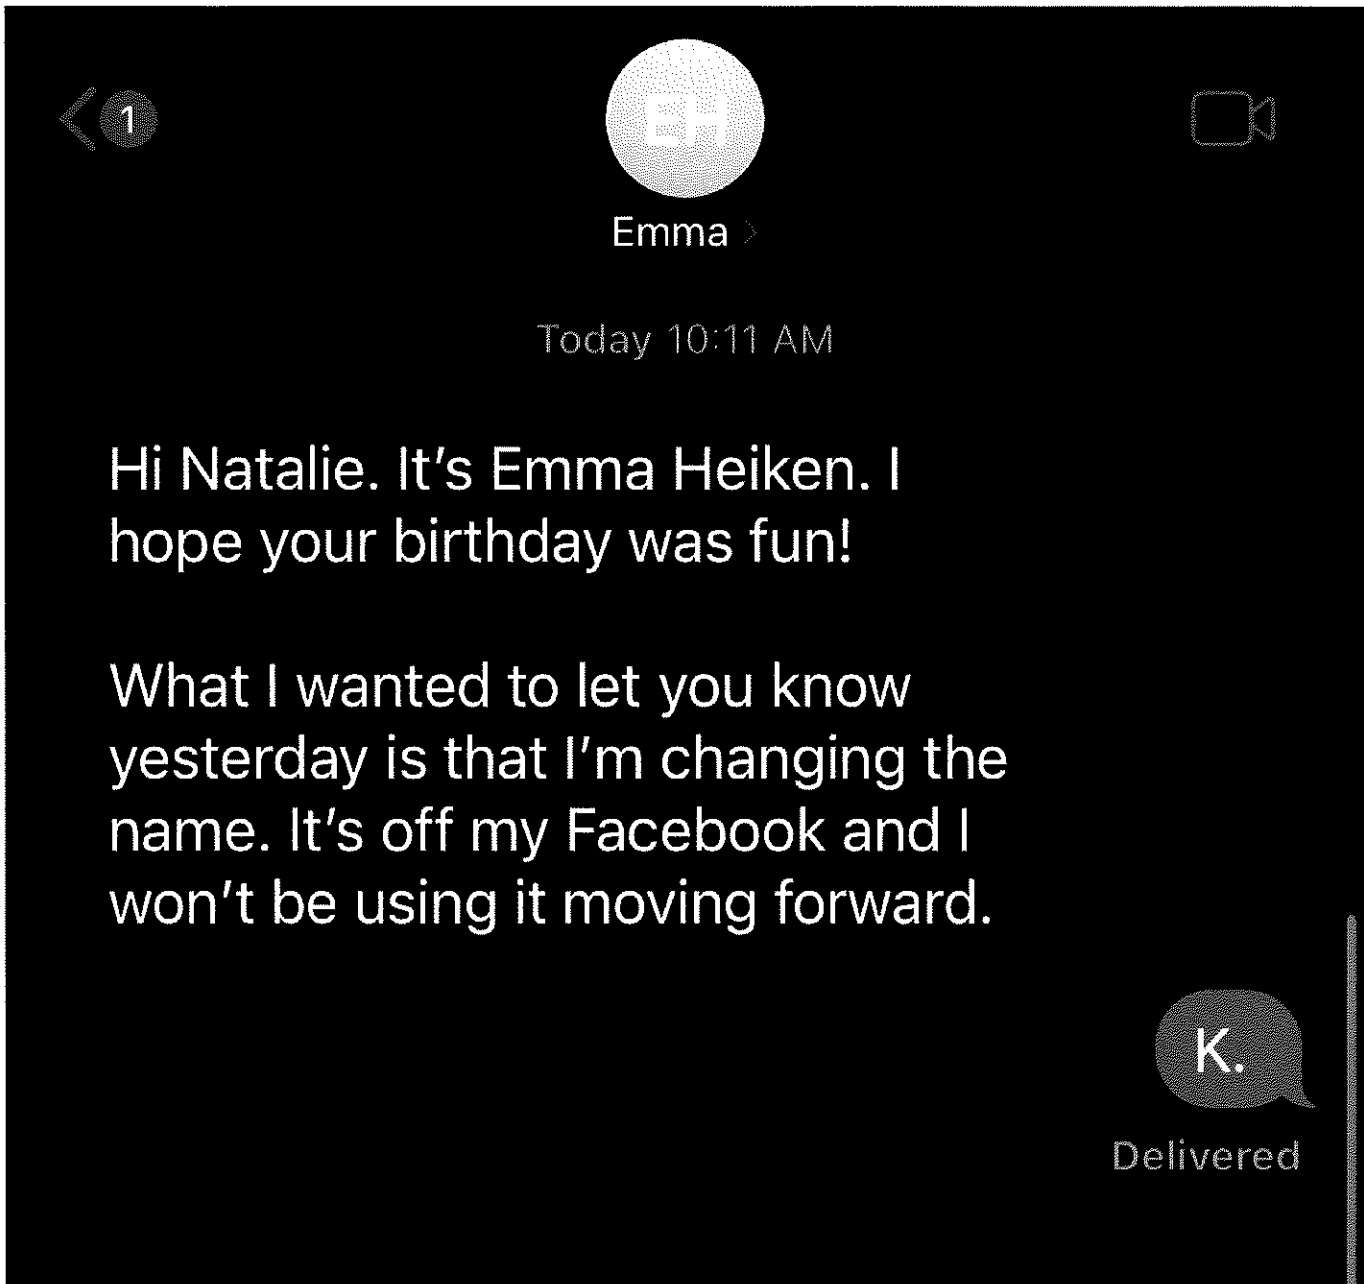 1
EH
Emma
Today 10:11 AM
Hi Natalie. It's Emma Heiken. I
hope your birthday was fun!
What I wanted to let you know
yesterday is that I'm changing the
name. It's off my Facebook and I
won't be using it moving forward.
K.
Delivered